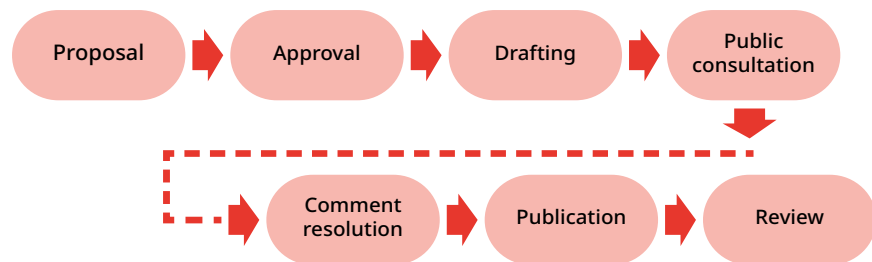 Proposal
Approval
Drafting
Public
consultation
Comment
resolution
Publication
Review